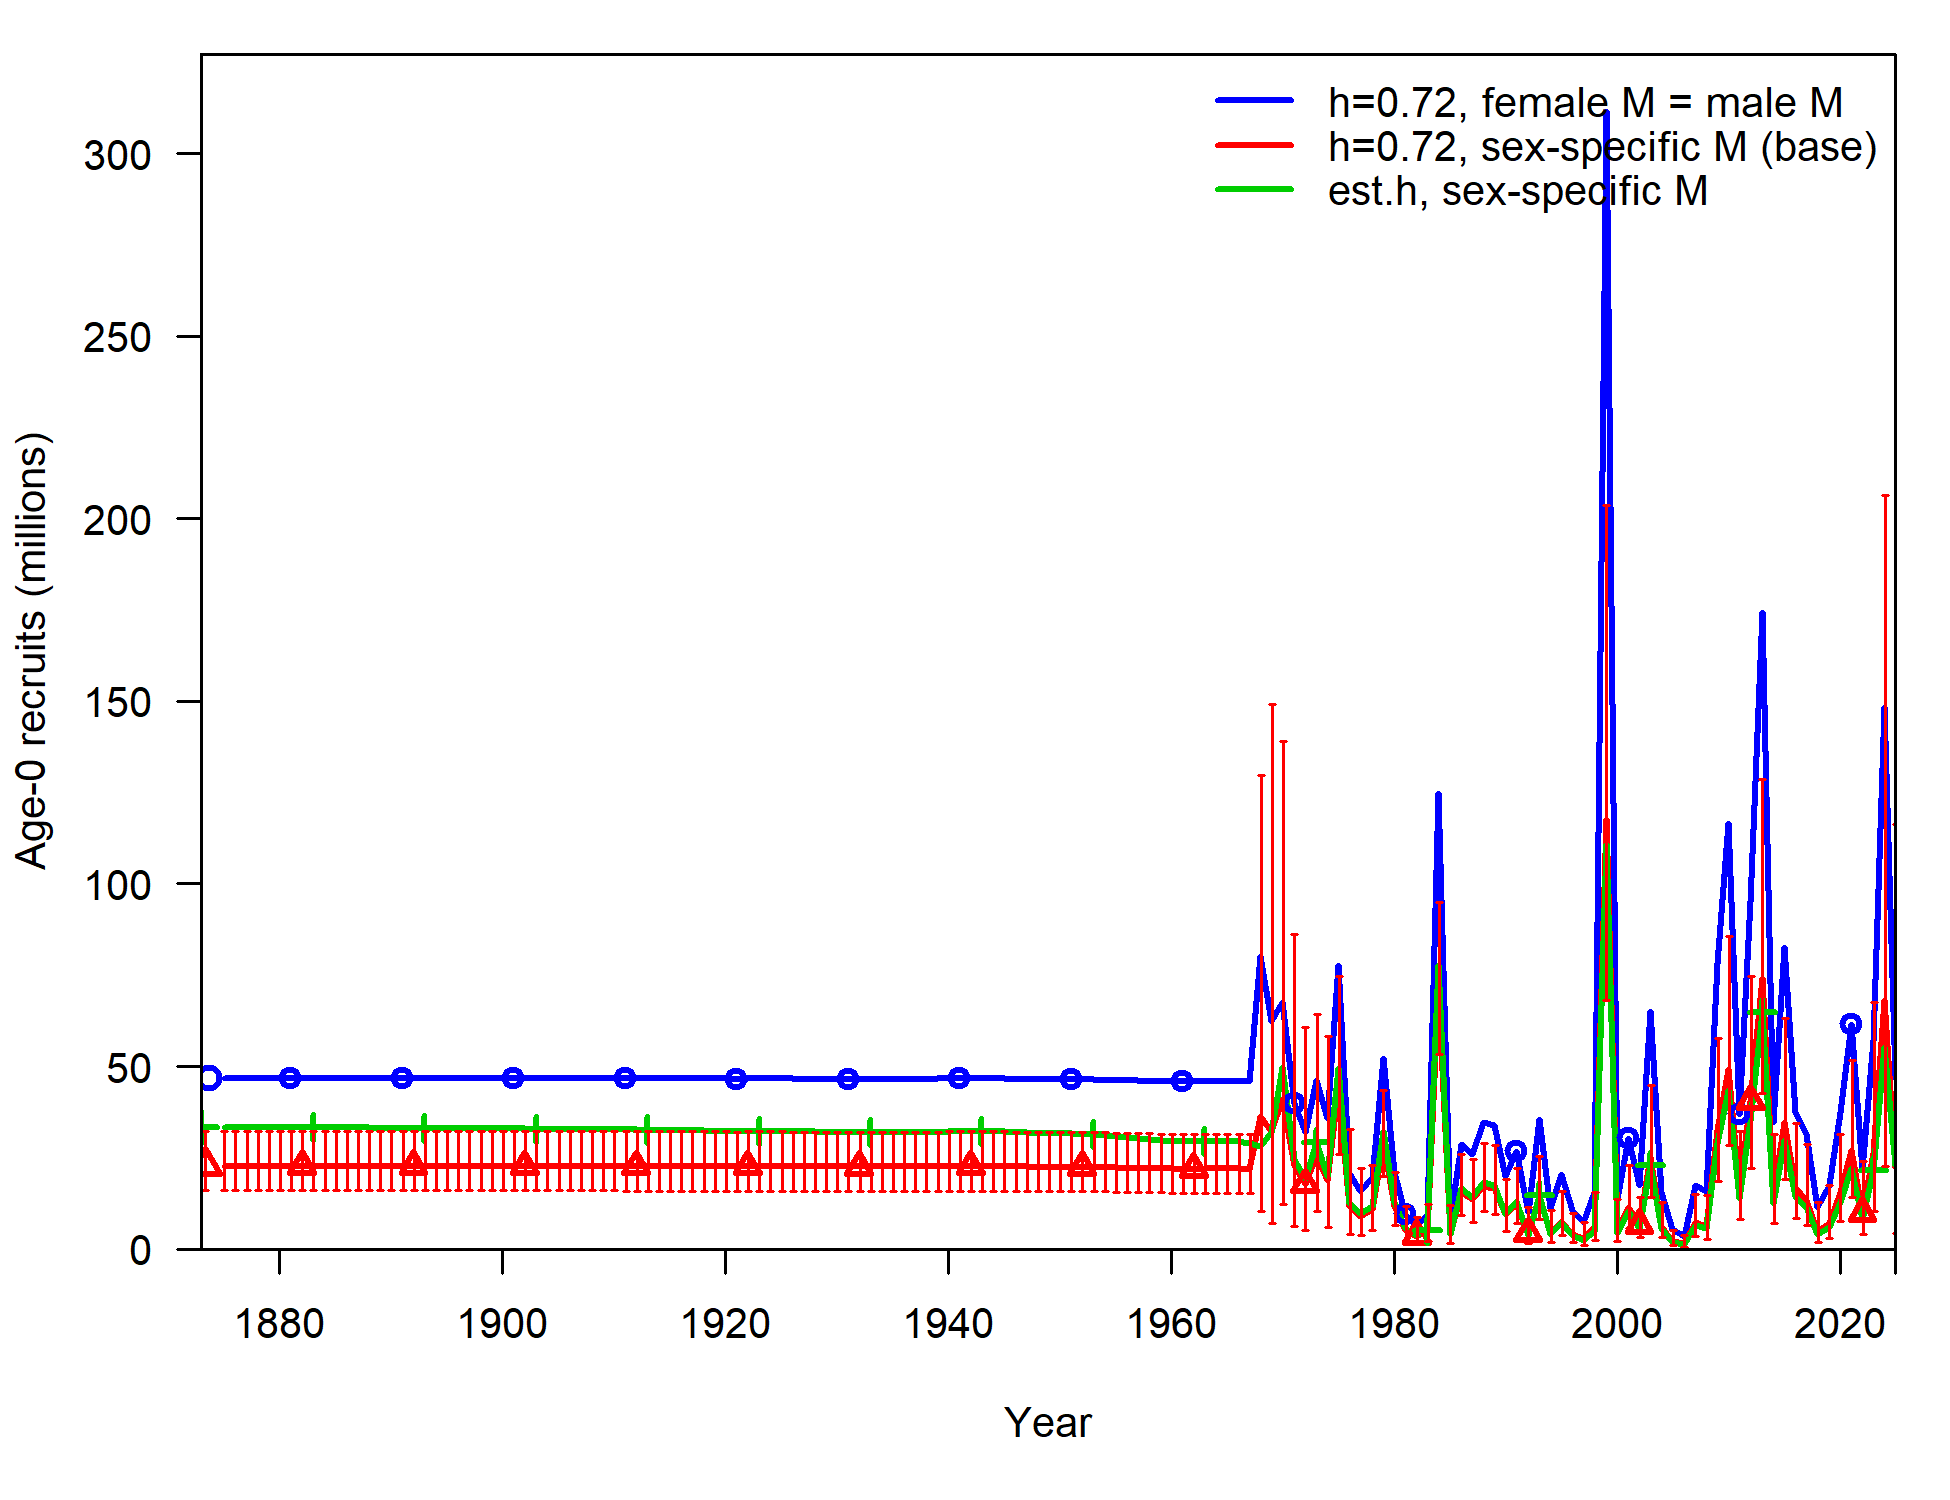 h=0.72, female M = male M
h=0.72, sex-specific M (base)
est.h, sex-specific M
Age-0 recruits (millions)
300
250
200
150
100
50
0
1880 1900 1920 1940 1960 1980 2000 2020
Year